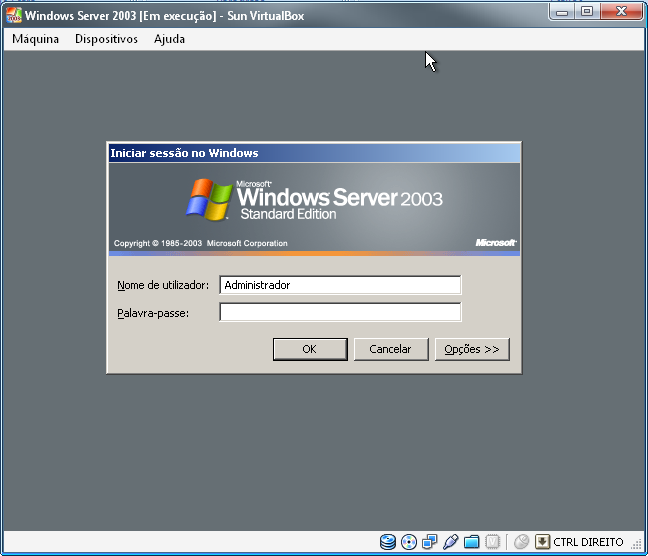 Windows Server 2003 [Em execução] - Sun VirtualBox
Máquina Dispositivos Ajuda
Iniciar sessão no Windows
Microsoft
Windows Server 2003
Standard Edition
Copyright © 1985-2003 Microsoft Corporation Microsoft
Nome de utilizador: Administrador
Palavra-passe:
OK Cancelar Opções >>
CTRL DIREITO